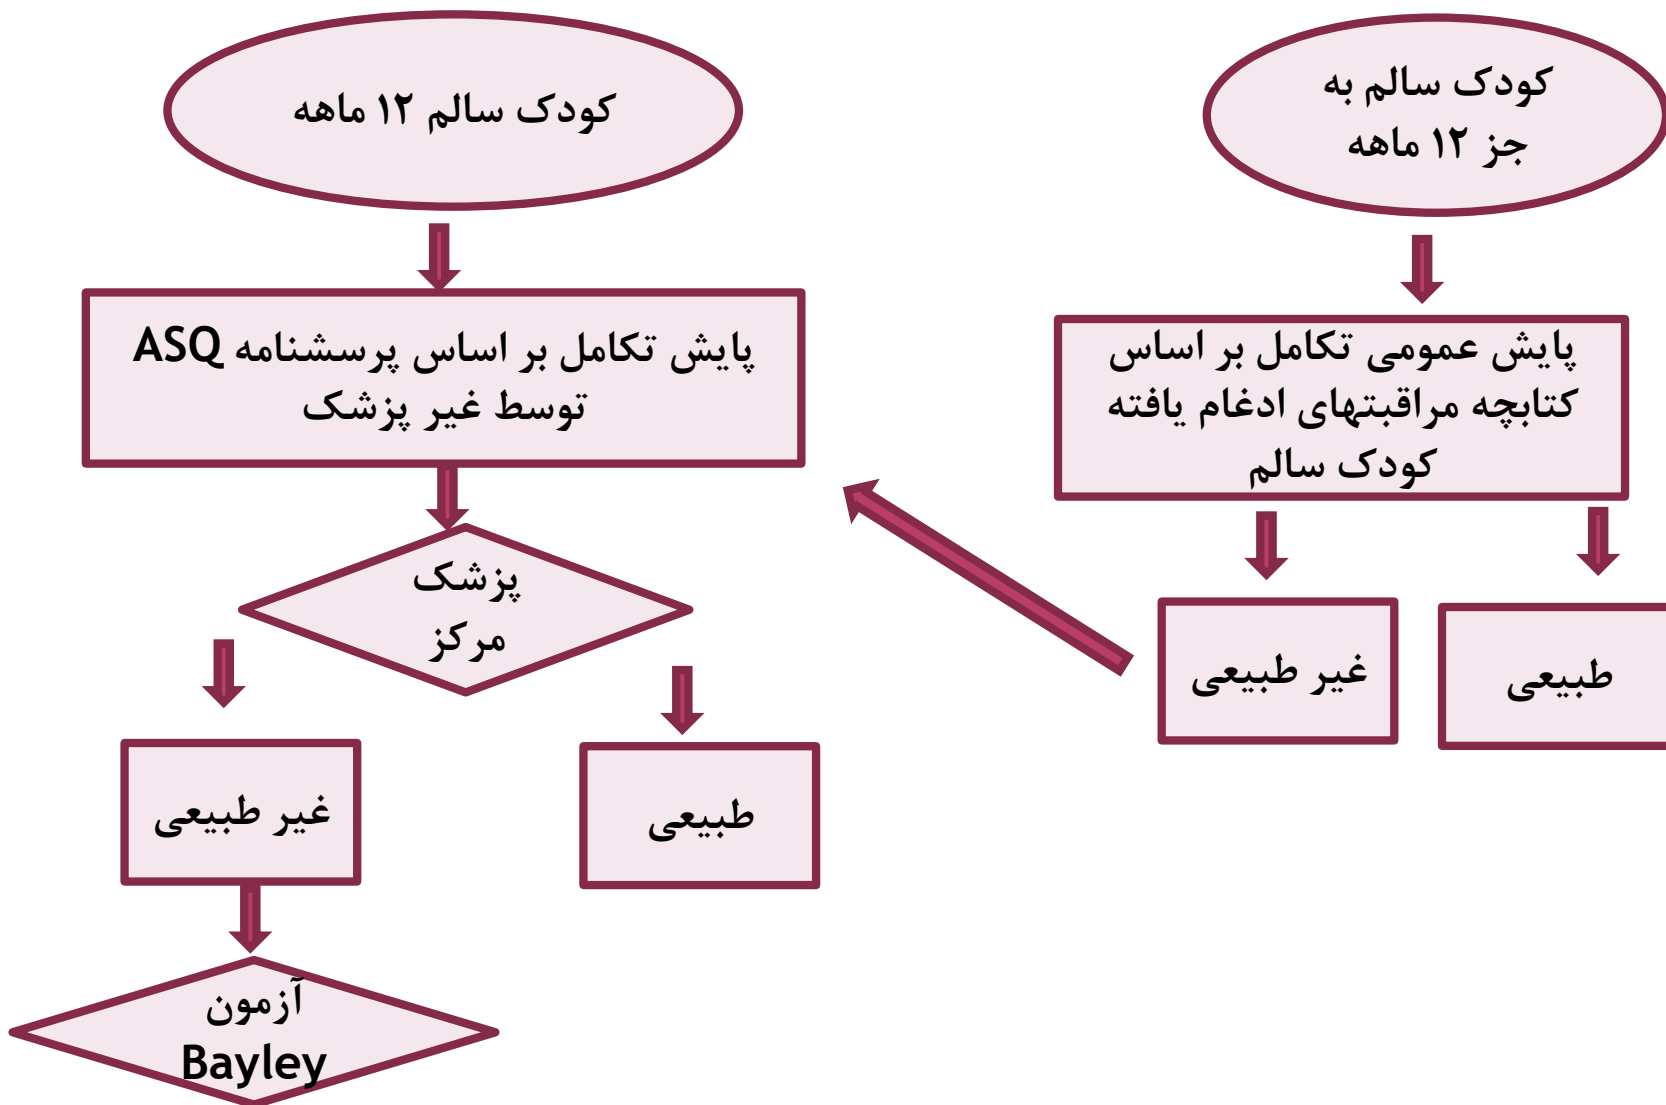 کودک سالم به
جز ۱۲ ماهه
پایش عمومی تکامل بر اساس
کتابچه مراقبتهای ادغام یافته
کودک سالم
طبیعی
غیر طبیعی
کودک سالم ۱۲ ماهه
پایش تکامل بر اساس پرسشنامه ASQ
توسط غیر پزشک
پزشک
مرکز
طبیعی
غیر طبیعی
آزمون
Bayley